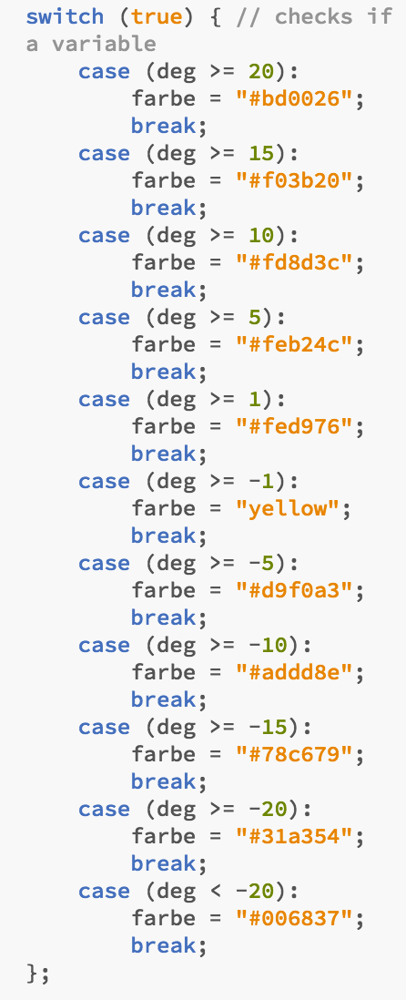 switch (true) { // checks if
a variable
    case (deg >= 20):
        farbe = "#bd0026";
        break;
    case (deg >= 15):
        farbe = "#f03b20";
        break;
    case (deg >= 10):
        farbe = "#fd8d3c";
        break;
    case (deg >= 5):
        farbe = "#feb24c";
        break;
    case (deg >= 1):
        farbe = "#fed976";
        break;
    case (deg >= -1):
        farbe = "yellow";
        break;
    case (deg >= -5):
        farbe = "#d9f0a3";
        break;
    case (deg >= -10):
        farbe = "#addd8e";
        break;
    case (deg >= -15):
        farbe = "#78c679";
        break;
    case (deg >= -20):
        farbe = "#31a354";
        break;
    case (deg < -20):
        farbe = "#006837";
        break;
};